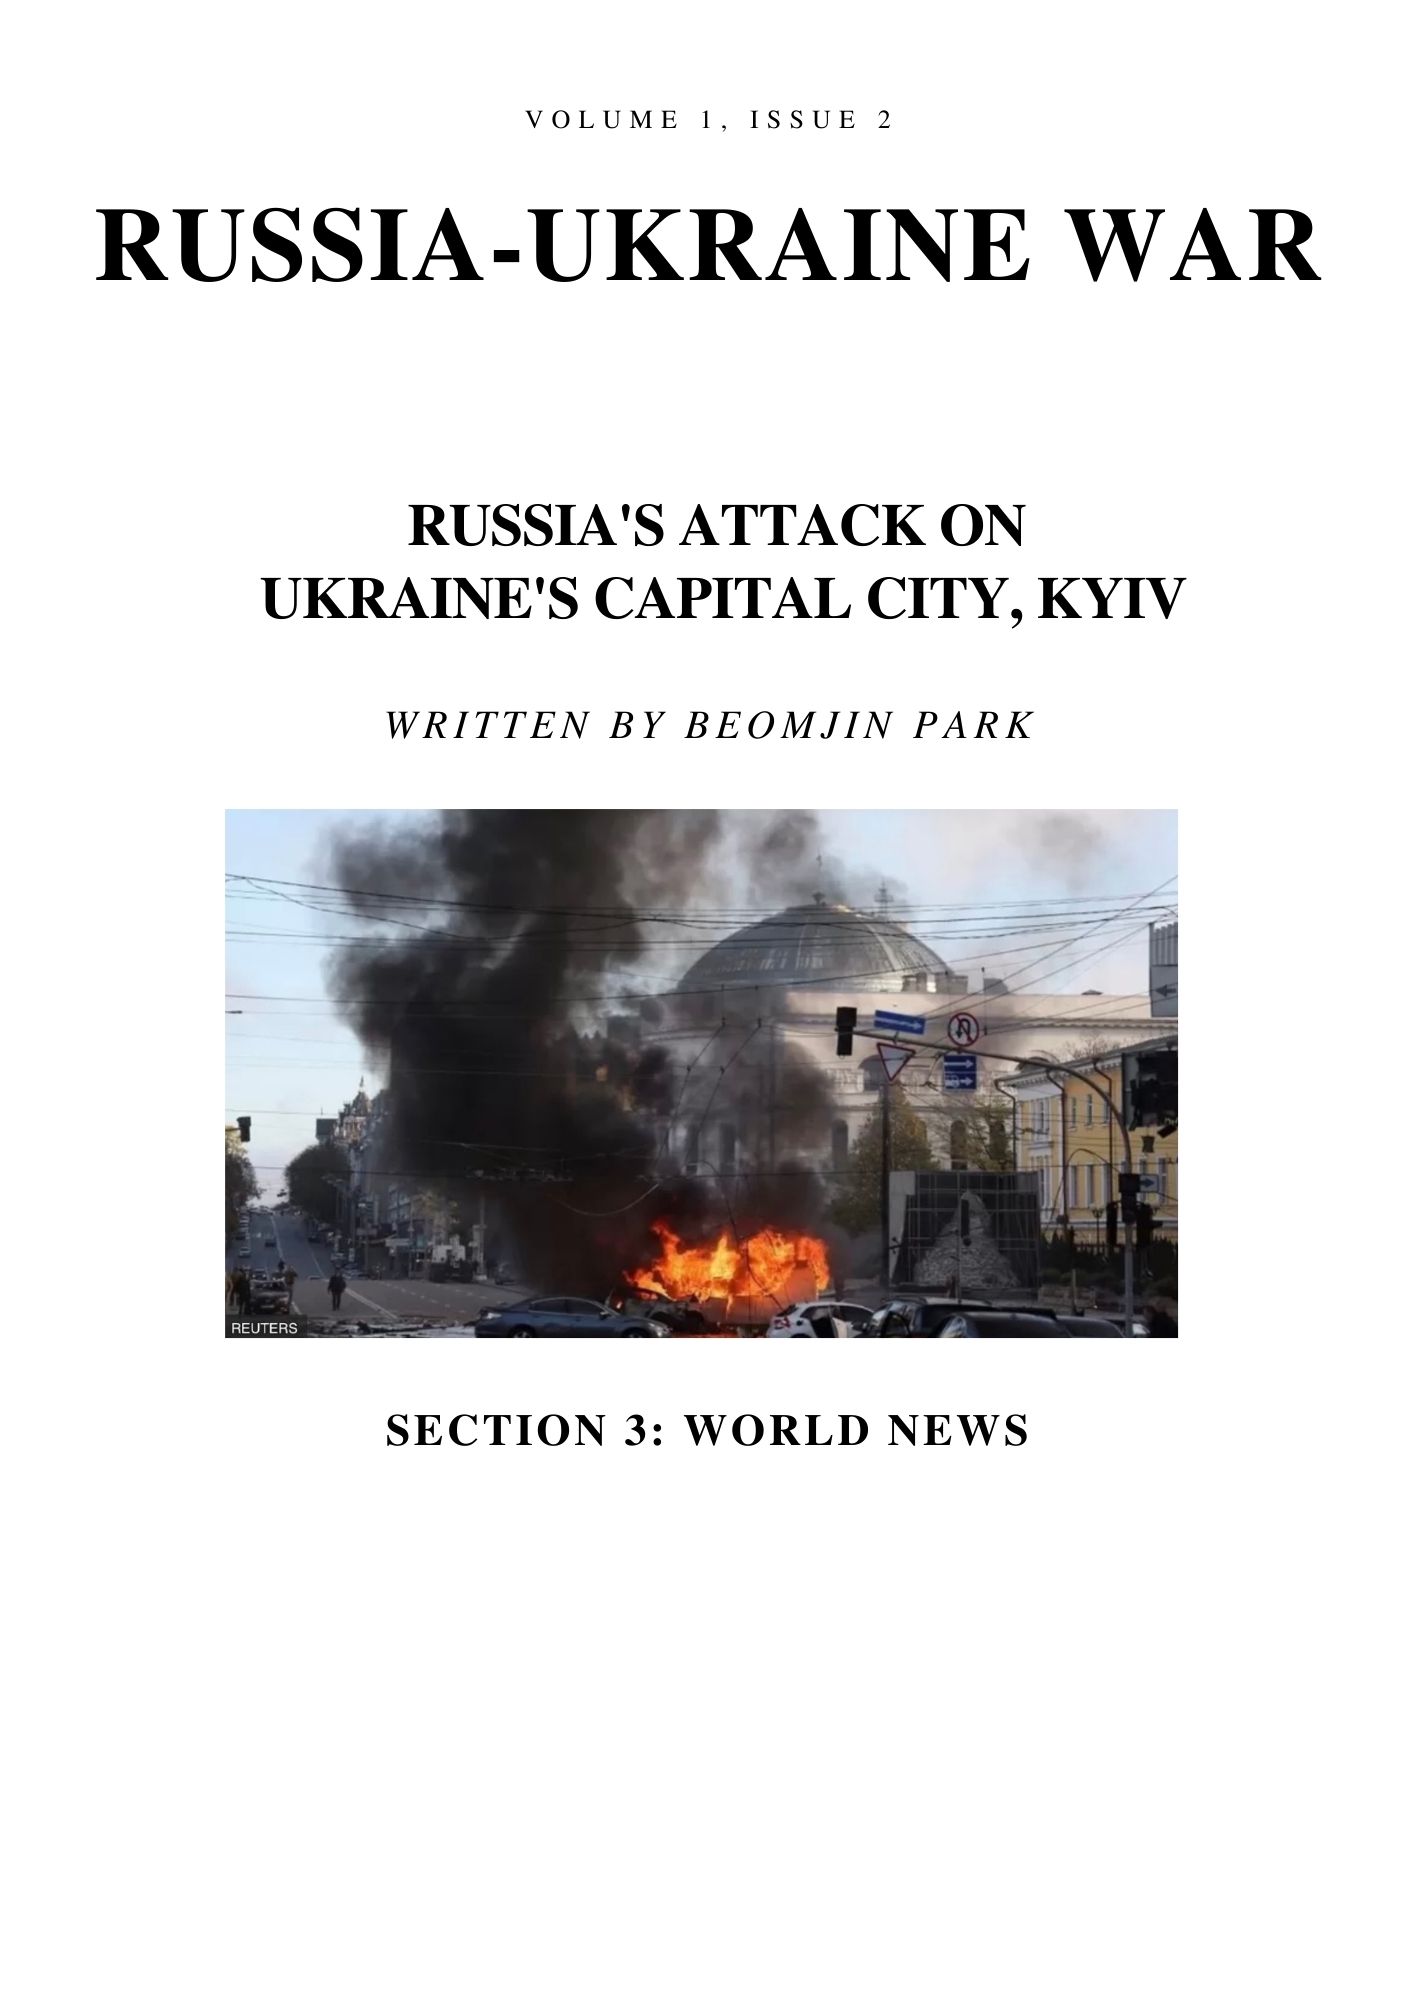 VOLUME 1, ISSUE 2
RUSSIA-UKRAINE WAR
RUSSIA'S ATTACK ON
UKRAINE'S CAPITAL CITY, KYIV
WRITTEN BY BEOMJIN PARK
REUTERS
SECTION 3: WORLD NEWS